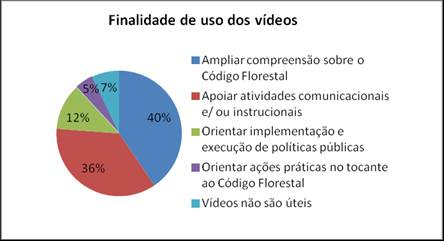 Finalidade de uso dos vídeos
Ampliar compreensão sobre o
Código Florestal
Apoiar atividades comunicacionais
e/ ou instrucionais
Orientar implementação e
execução de políticas públicas
Orientar ações práticas no tocante
ao Código Florestal
Vídeos não são úteis
40%
36%
12%
5%
7%